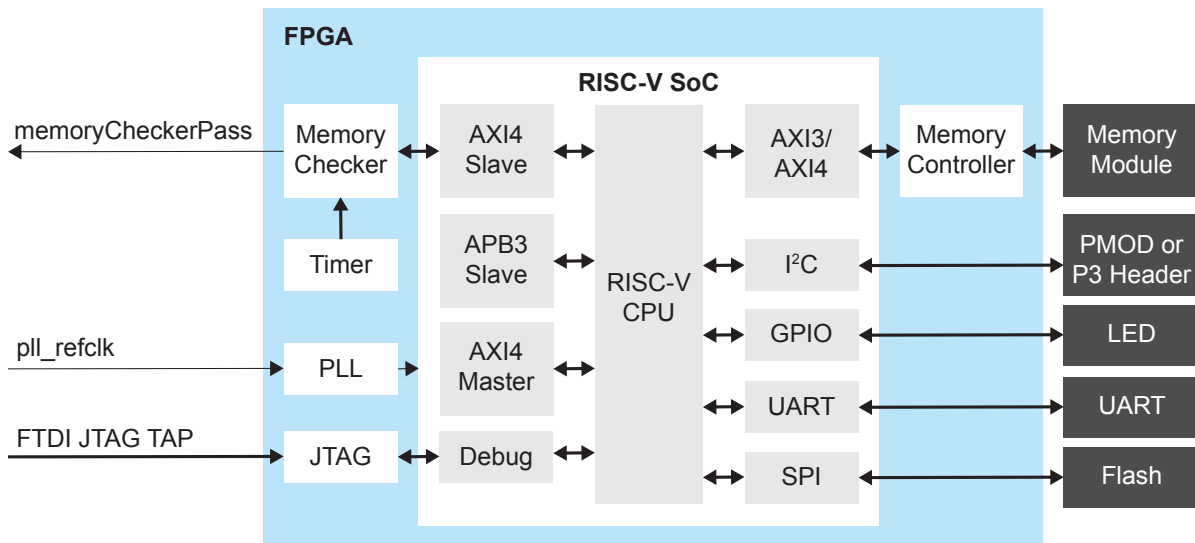 FPGA
RISC-V SoC
memoryCheckerPass
Memory
Checker
AXI4
Slave
AXI3/
AXI4
Memory
Controller
Memory
Module
Timer
APB3
Slave
RISC-V
CPU
I²C
PMOD or
P3 Header
GPIO
LED
pll_refclk
PLL
AXI4
Master
UART
UART
FTDI JTAG TAP
JTAG
Debug
SPI
Flash